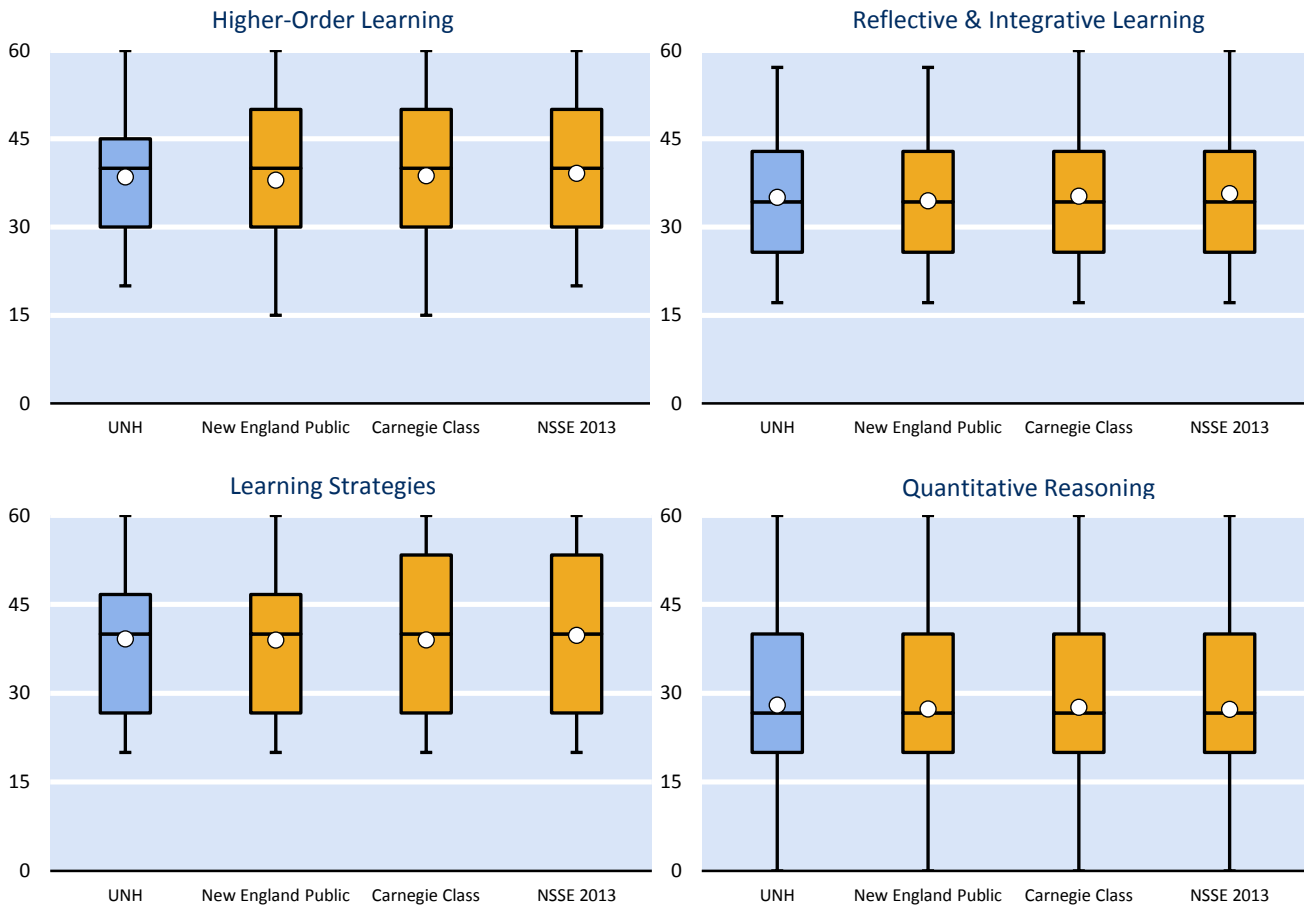 Higher-Order Learning
60
45
30
15
0
UNH New England Public Carnegie Class NSSE 2013
Reflective & Integrative Learning
60
45
30
15
0
UNH New England Public Carnegie Class NSSE 2013
Learning Strategies
60
45
30
15
0
UNH New England Public Carnegie Class NSSE 2013
Quantitative Reasoning
60
45
30
15
0
UNH New England Public Carnegie Class NSSE 2013